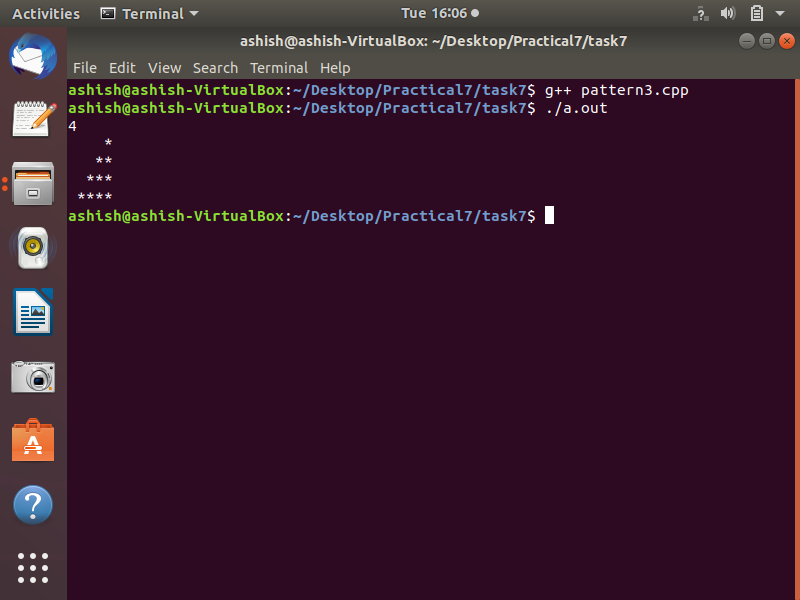 Activities Terminal Tue 16:06
ashish@ashish-VirtualBox: ~/Desktop/Practical7/task7
File Edit View Search Terminal Help
ashish@ashish-VirtualBox:~/Desktop/Practical7/task7$ g++ pattern3.cpp
ashish@ashish-VirtualBox:~/Desktop/Practical7/task7$ ./a.out
4
    *
   **
  ***
 ****
ashish@ashish-VirtualBox:~/Desktop/Practical7/task7$